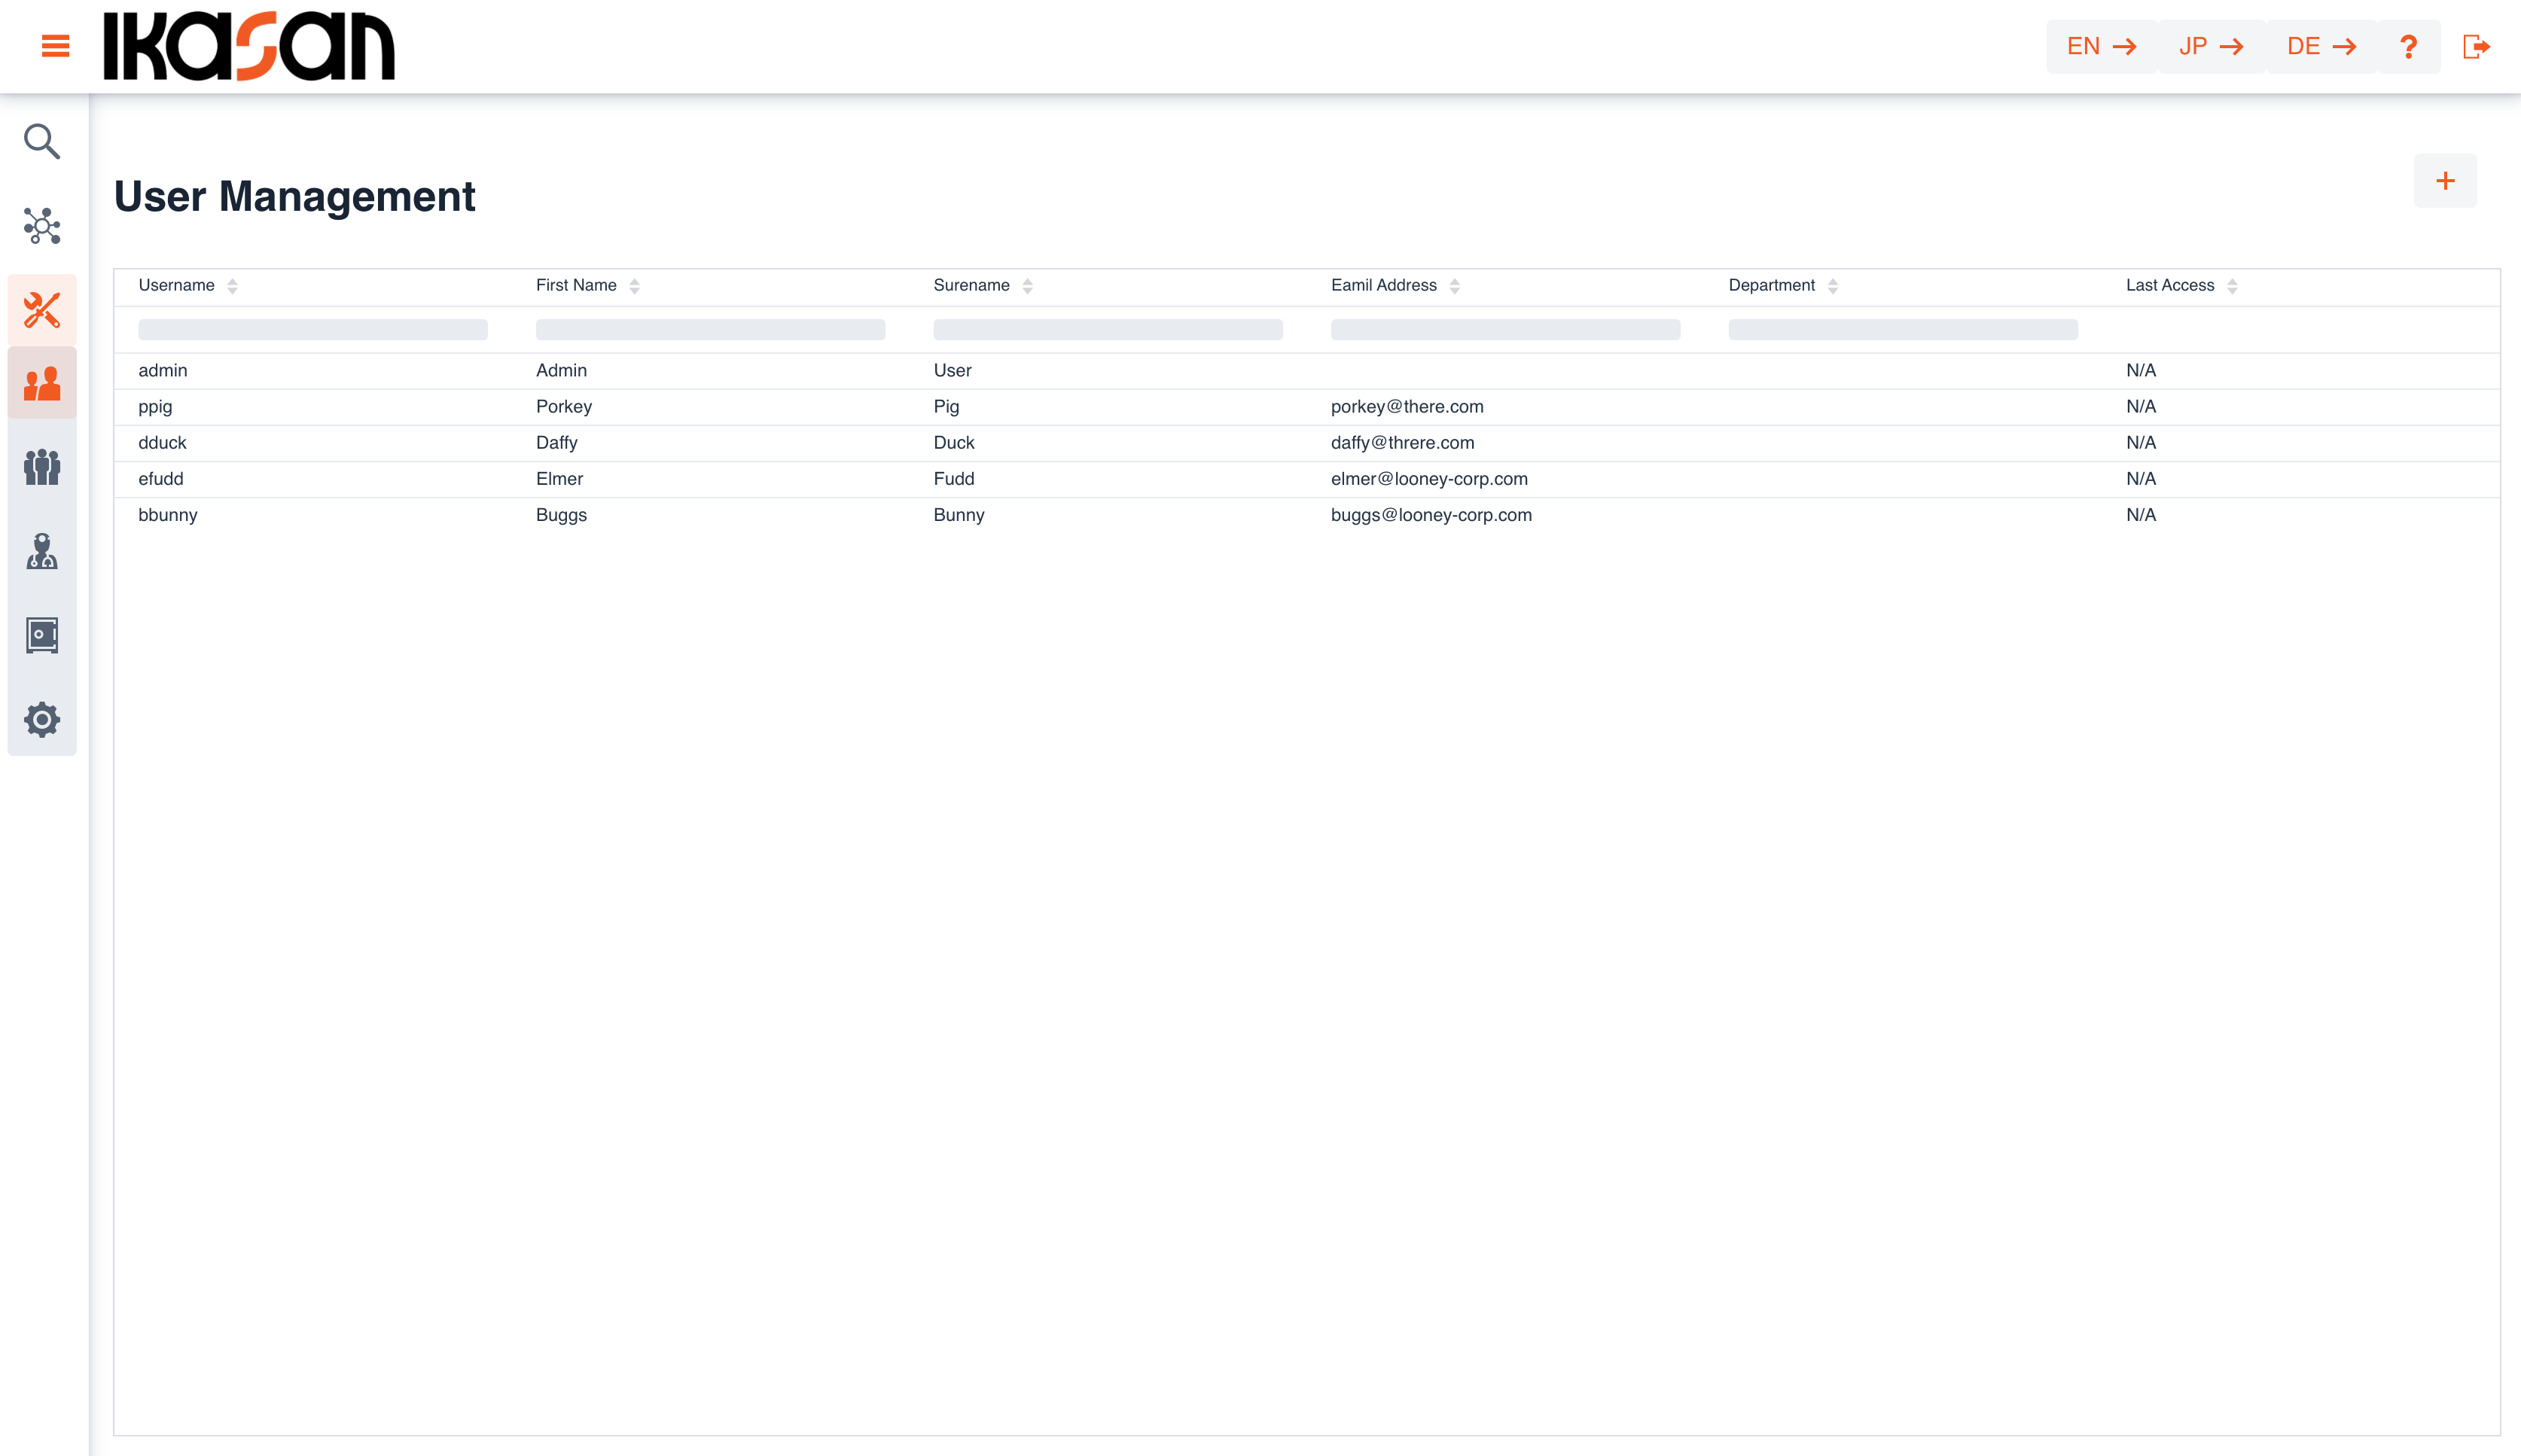 IKASAN
EN → JP → DE → ?
User Management
+
Username First Name Surename Eamil Address Department Last Access
admin Admin User N/A
ppig Porkey Pig porkey@there.com N/A
dduck Daffy Duck daffy@threre.com N/A
efudd Elmer Fudd elmer@looney-corp.com N/A
bbunny Buggs Bunny buggs@looney-corp.com N/A